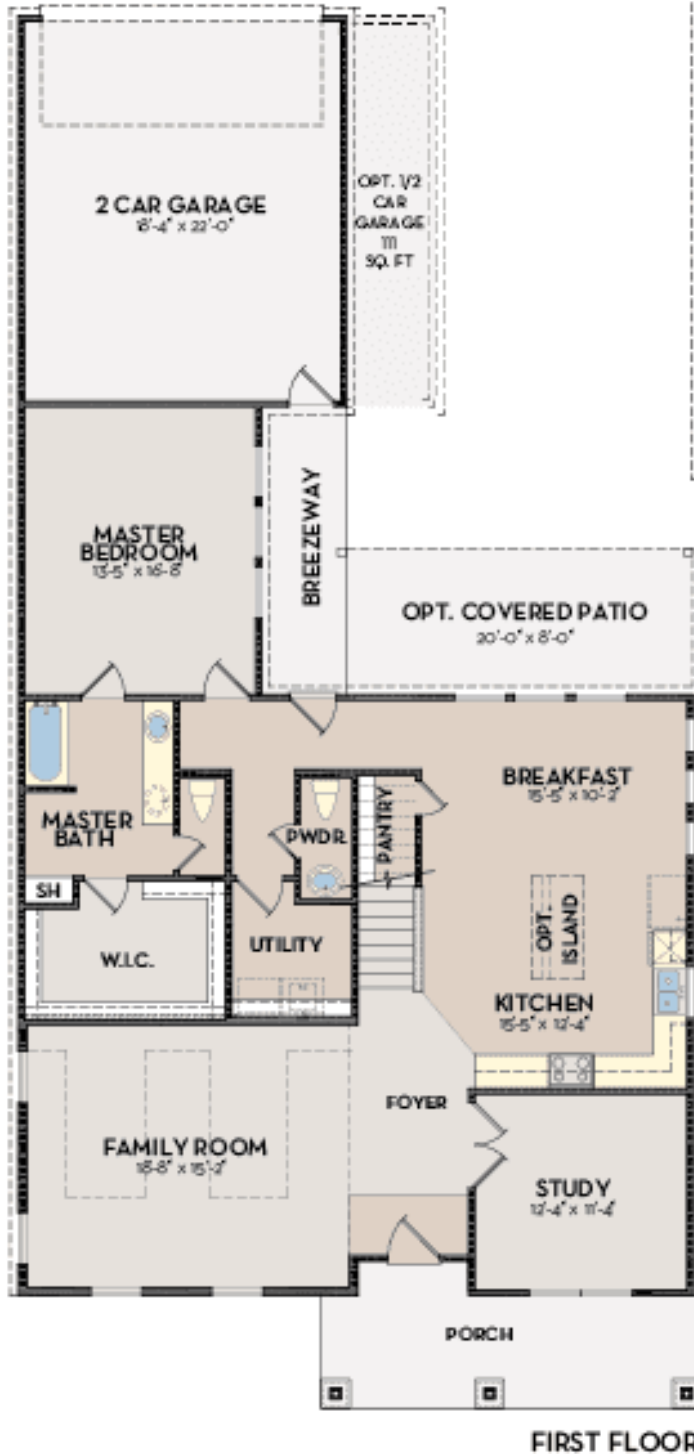 2 CAR GARAGE
18'-4" x 22'-0"
OPT. 1/2
CAR
GARAGE
111
SQ. FT
MASTER
BEDROOM
13'-5" x 16'-8"
BREEZEWAY
OPT. COVERED PATIO
20'-0" x 8'-0"
BREAKFAST
15'-5" x 10'-2"
MASTER
BATH
PWDR.
PANTRY
SH
W.I.C.
UTILITY
OPT.
ISLAND
KITCHEN
15'-5" x 12'-4"
FOYER
FAMILY ROOM
18'-8" x 15'-2"
STUDY
12'-4" x 11'-4"
PORCH
FIRST FLOOR